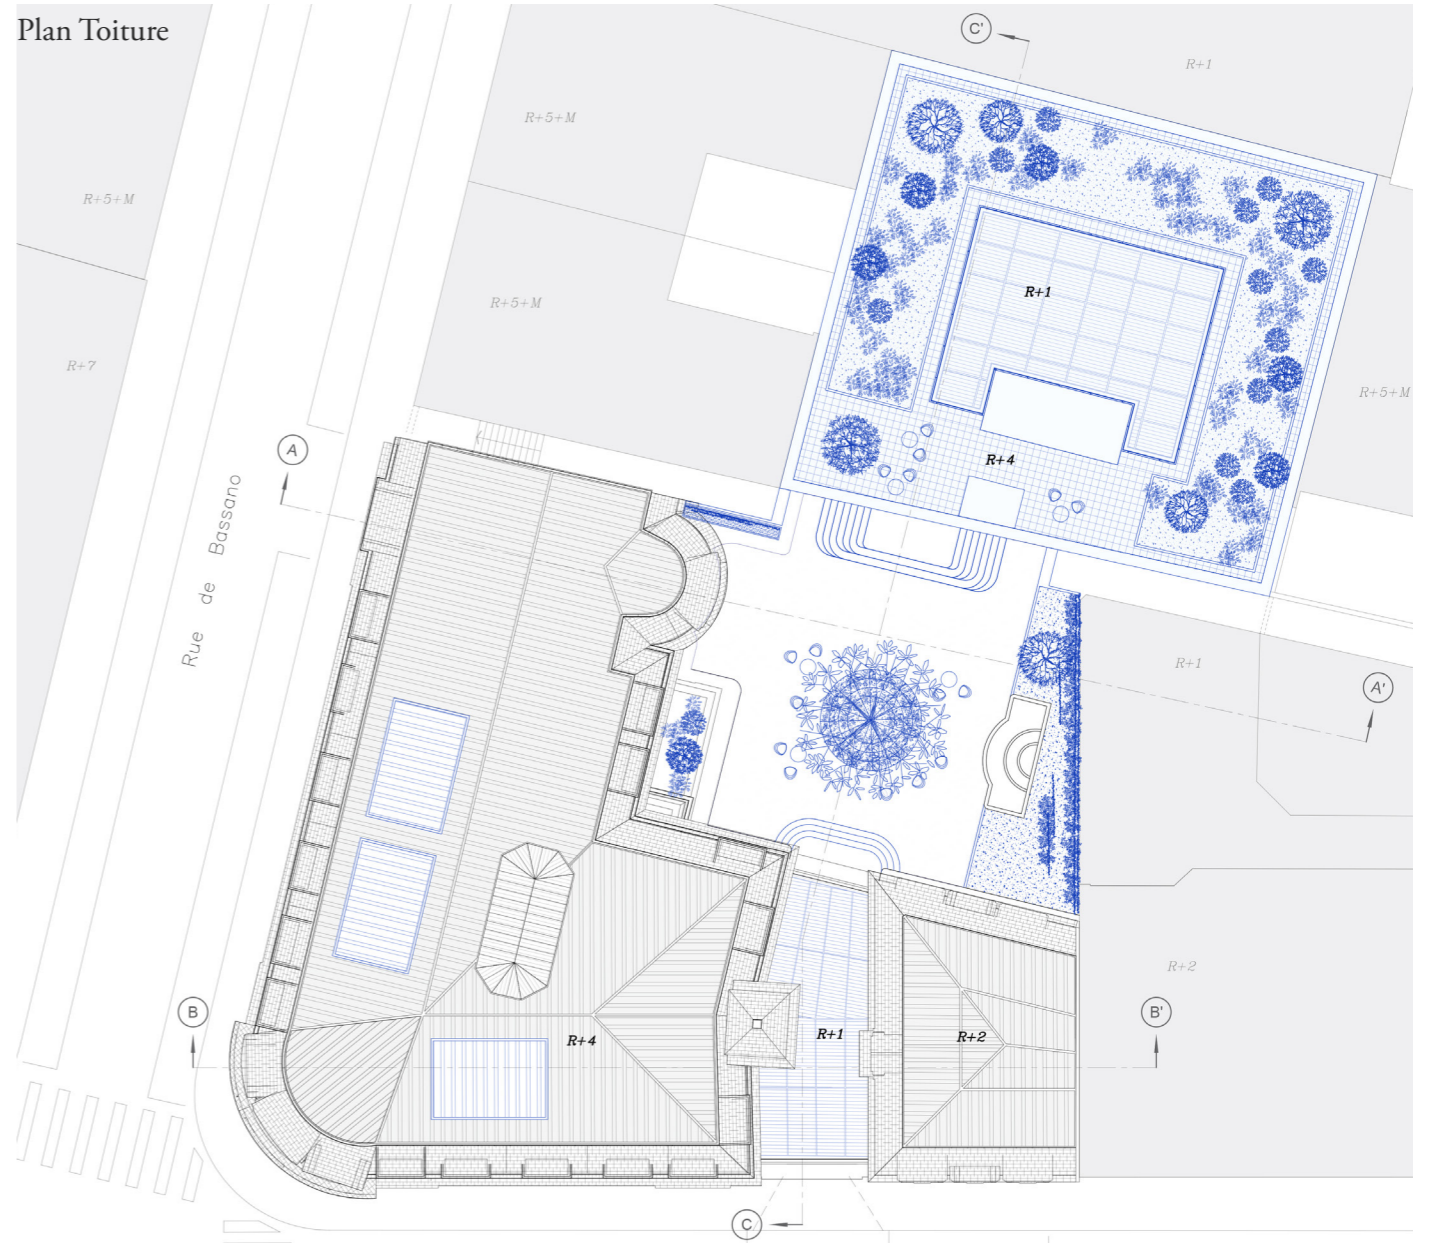 Plan Toiture
C'
R+1
R+5+M
R+5+M
R+1
R+5+M
R+7
R+5+M
A
R+4
Rue de Bassano
R+1
A'
R+2
B
B'
R+4
R+1
R+2
C